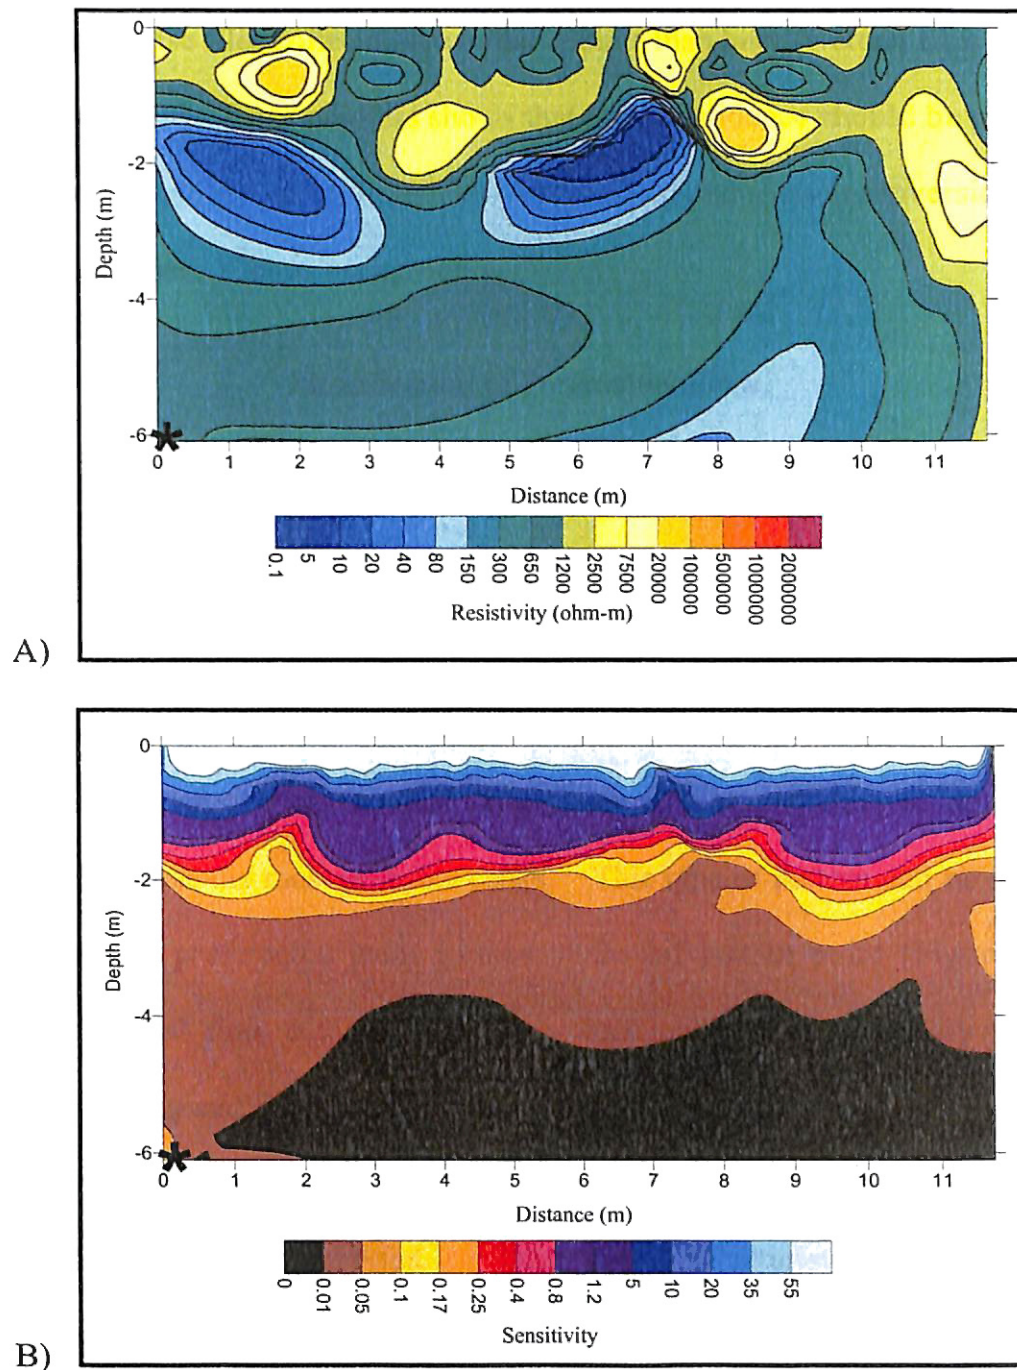 0
-2
-4
-6
Depth (m)
0 1 2 3 4 5 6 7 8 9 10 11
Distance (m)
0.1 5 10 20 40 80 150 300 650 1200 2500 7500 20000 100000 500000 1000000 2000000
Resistivity (ohm-m)
A)
0
-2
-4
-6
Depth (m)
0 1 2 3 4 5 6 7 8 9 10 11
Distance (m)
0 0.01 0.05 0.1 0.17 0.25 0.4 0.8 1.2 5 10 20 35 55
Sensitivity
B)